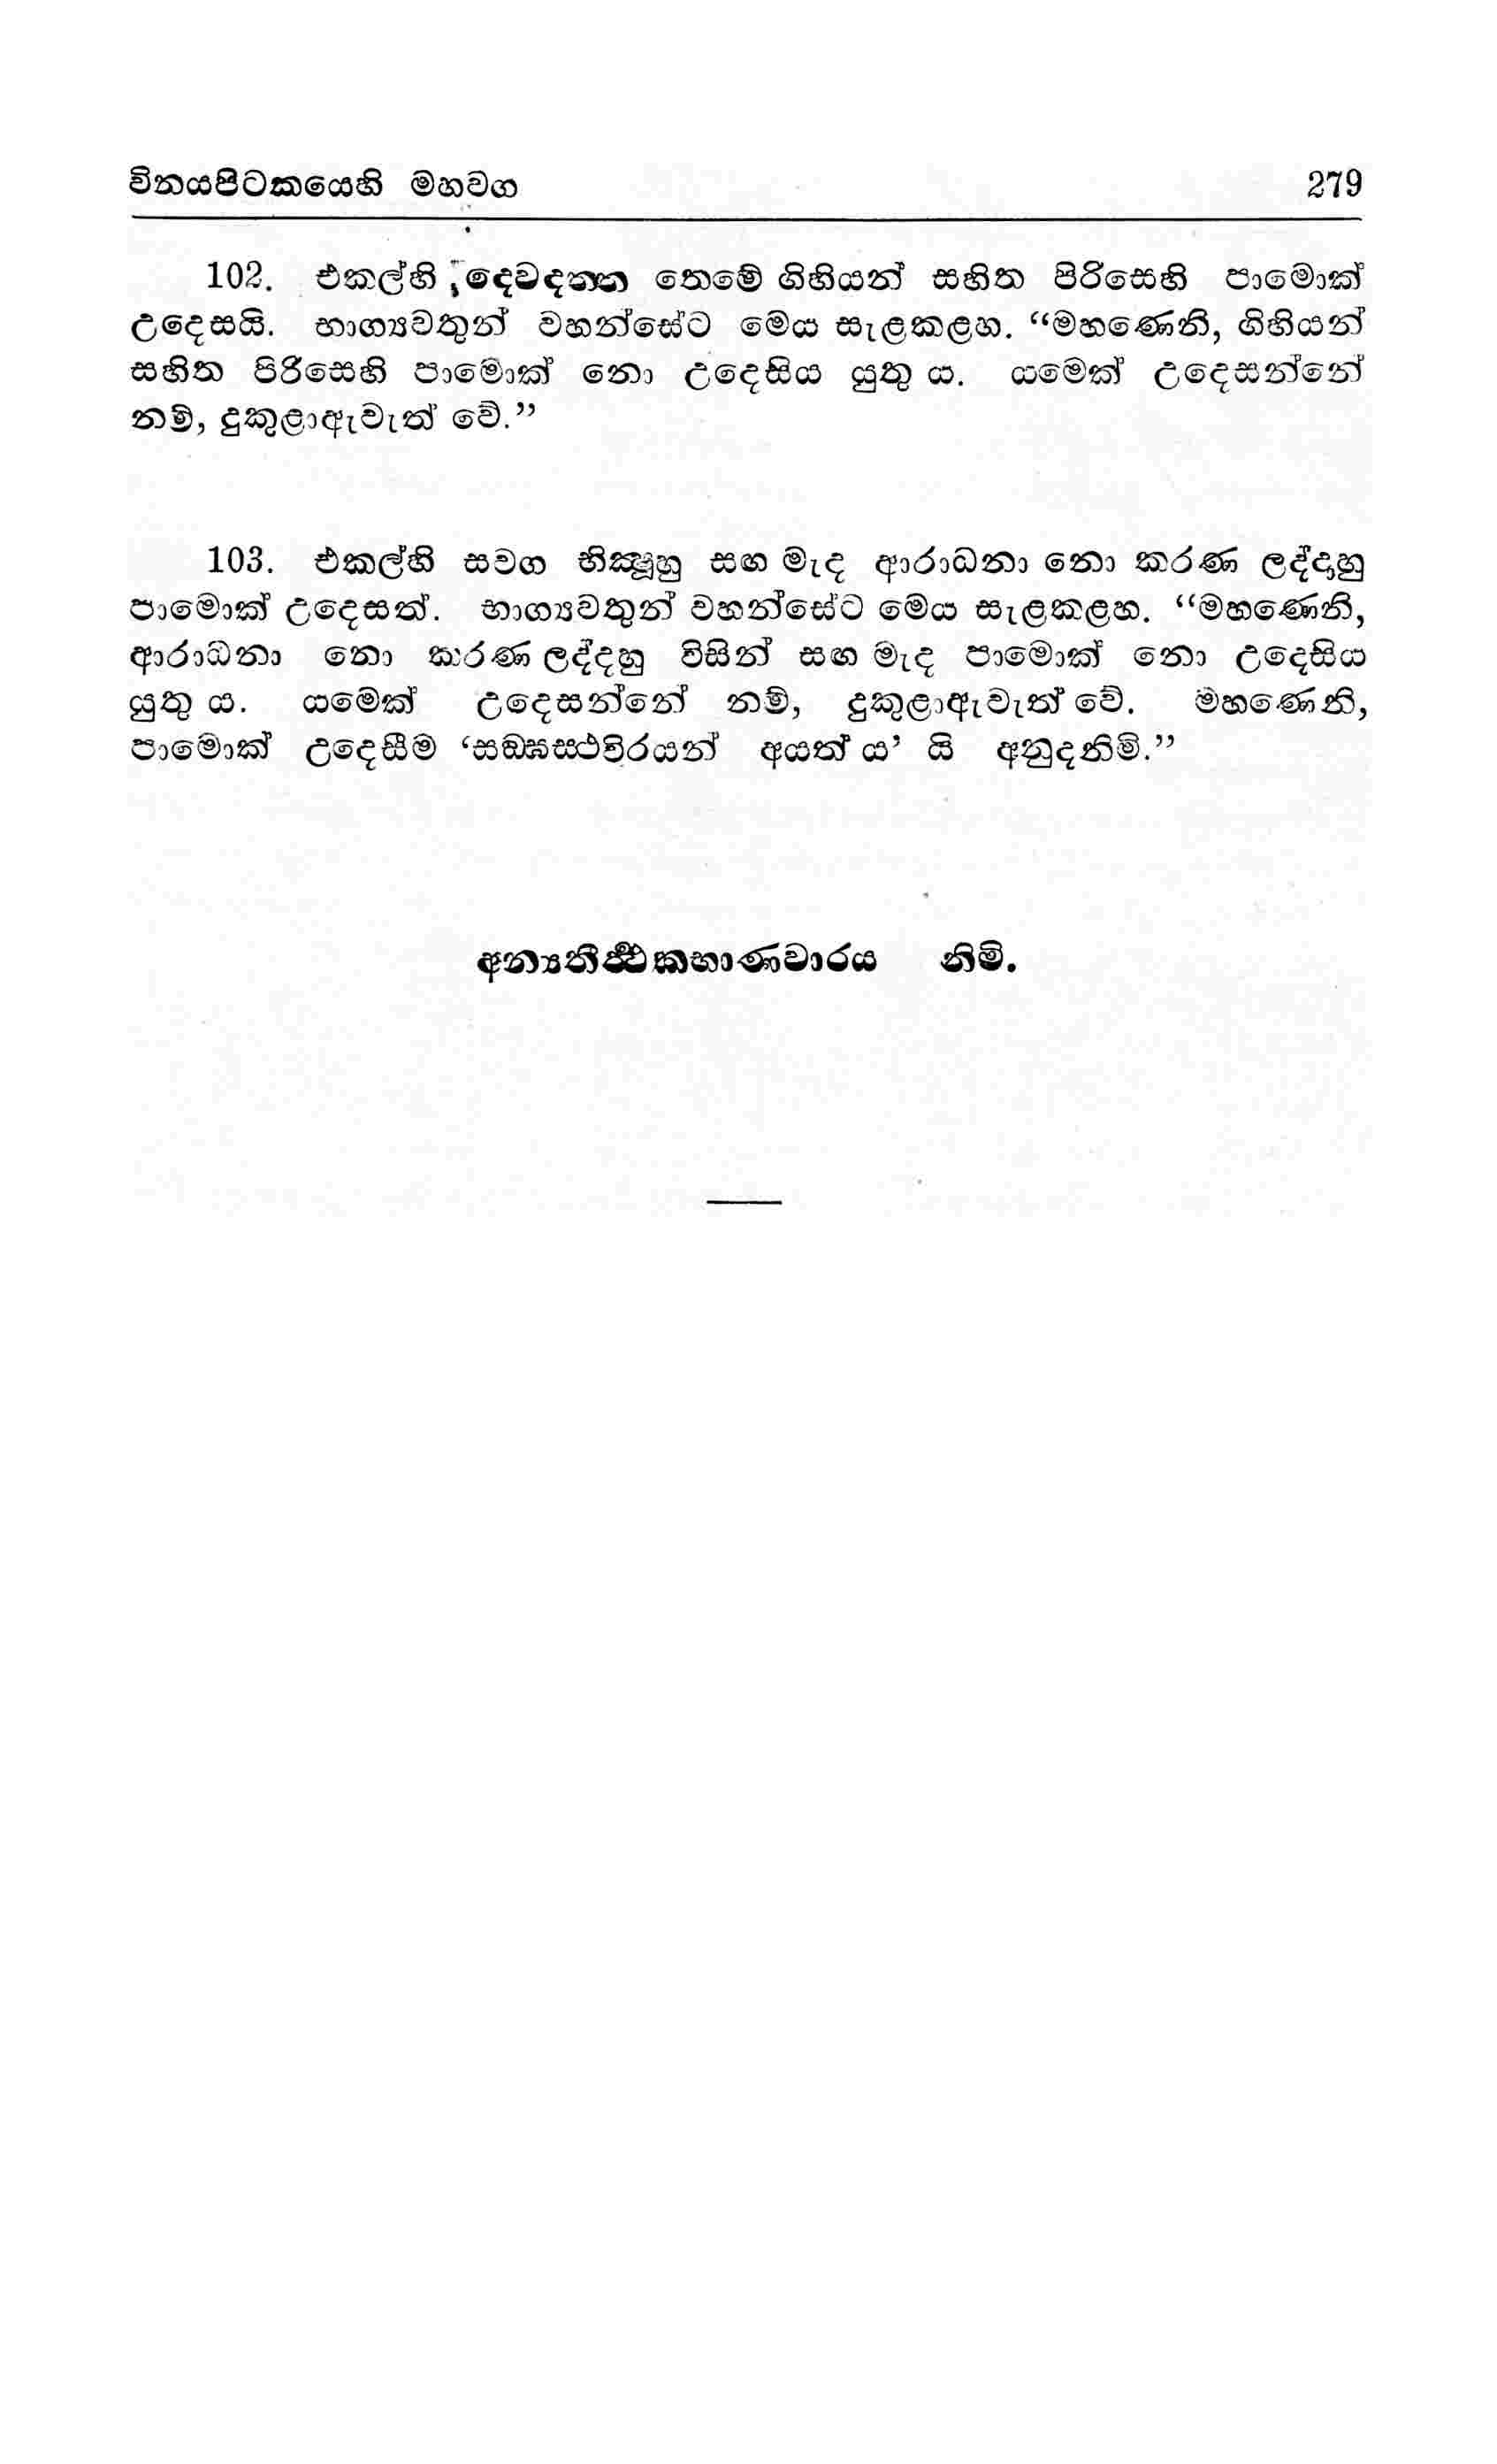 විනයපිටකයෙහි මහවග 279
102. එකල්හි දෙවදත්ත තෙමේ ගිහියන් සහිත පිරිසෙහි පාමොක්
උදෙසයි. භාග්‍යවතුන් වහන්සේට මෙය සැළකළහ. “මහණෙනි, ගිහියන්
සහිත පිරිසෙහි පාමොක් නො උදෙසිය යුතු ය. යමෙක් උදෙසන්නේ
නම්, දුකුළාඇවැත් වේ.”
103. එකල්හි සවග භික්‍ෂූහු සඟ මැද ආරාධනා නො කරණ ලද්දාහු
පාමොක් උදෙසත්. භාග්‍යවතුන් වහන්සේට මෙය සැළකළහ. “මහණෙනි,
ආරාධනා නො කරණ ලද්දහු විසින් සඟ මැද පාමොක් නො උදෙසිය
යුතු ය. යමෙක් උදෙසන්නේ නම්, දුකුළාඇවැත් වේ. මහණෙනි,
පාමොක් උදෙසීම ‘සඞ්ඝස්ථවිරයන් අයත් ය’ යි අනුදනිමි.”
අන්‍යතීර්‍ත්‍ථකභාණවාරය නිමි.